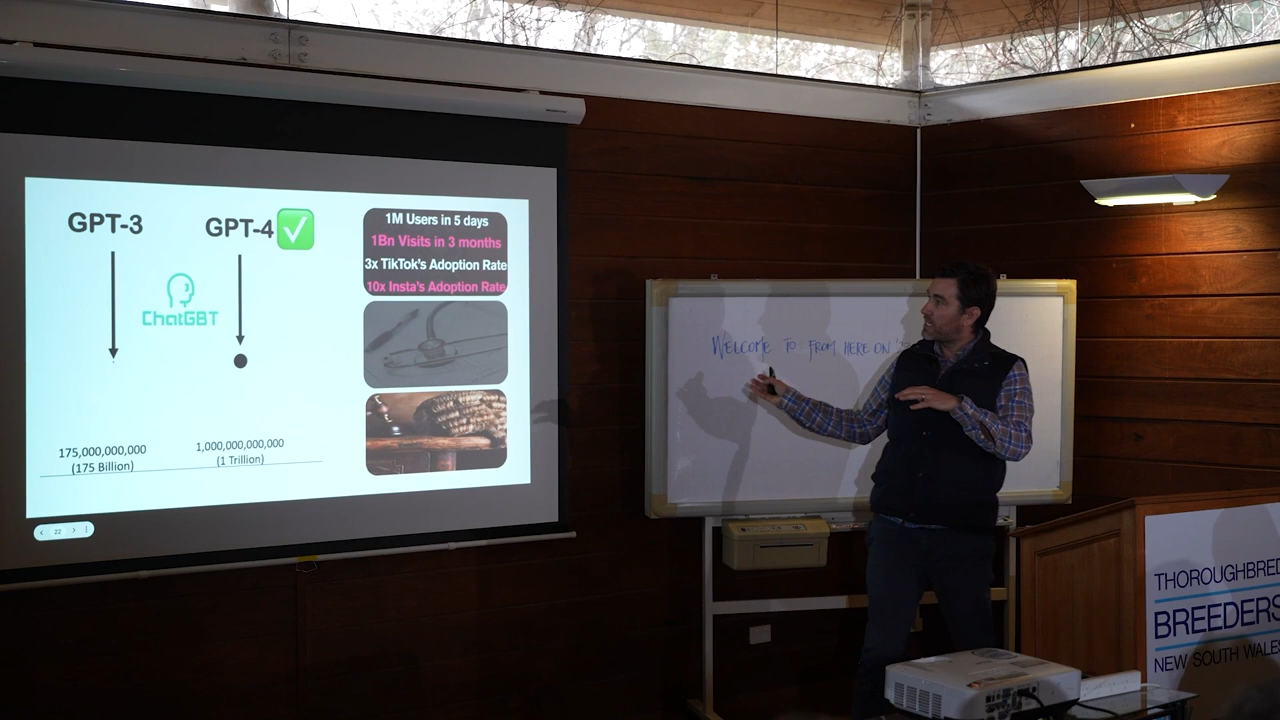 GPT-3
GPT-4
ChatGBT
175,000,000,000
(175 Billion)
1,000,000,000,000
(1 Trillion)
1M Users in 5 days
1Bn Visits in 3 months
3x TikTok's Adoption Rate
10x Insta's Adoption Rate
22
WELCOME TO: FROM HERE ON
THOROUGHBRED
BREEDERS
NEW SOUTH WALES